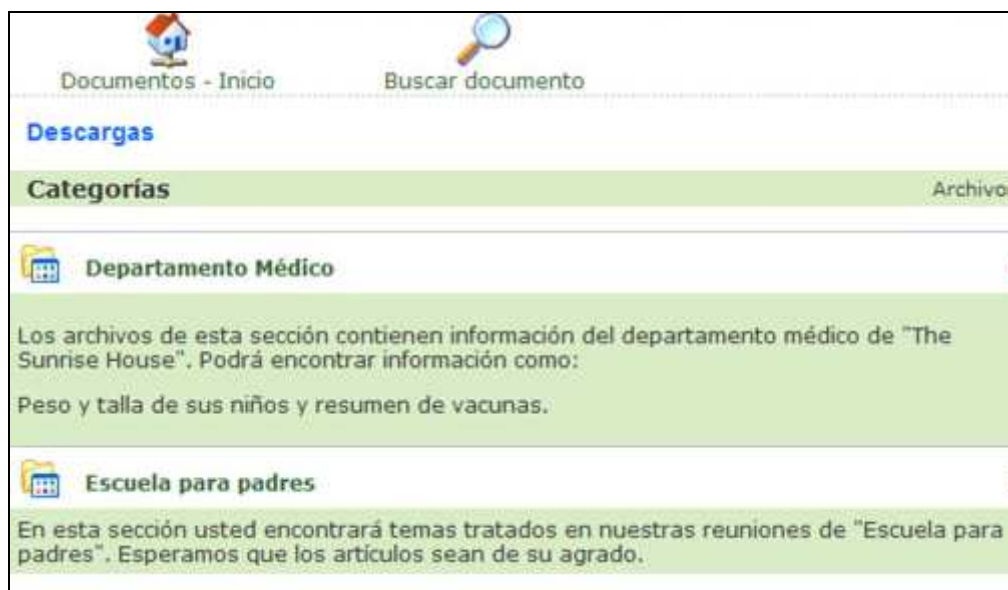 Documentos - Inicio Buscar documento
Descargas
Categorías Archivo
Departamento Médico
Los archivos de esta sección contienen información del departamento médico de "The
Sunrise House". Podrá encontrar información como:
Peso y talla de sus niños y resumen de vacunas.
Escuela para padres
En esta sección usted encontrará temas tratados en nuestras reuniones de "Escuela para
padres". Esperamos que los artículos sean de su agrado.